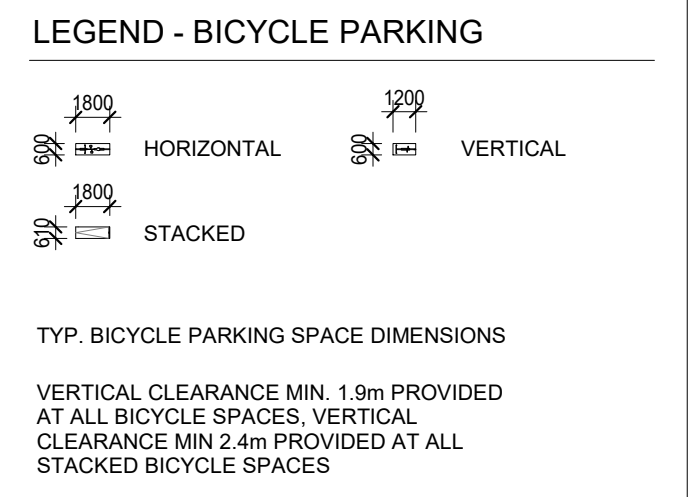 LEGEND - BICYCLE PARKING
1800
600
HORIZONTAL
1200
600
VERTICAL
1800
610
STACKED
TYP. BICYCLE PARKING SPACE DIMENSIONS
VERTICAL CLEARANCE MIN. 1.9m PROVIDED
AT ALL BICYCLE SPACES, VERTICAL
CLEARANCE MIN 2.4m PROVIDED AT ALL
STACKED BICYCLE SPACES